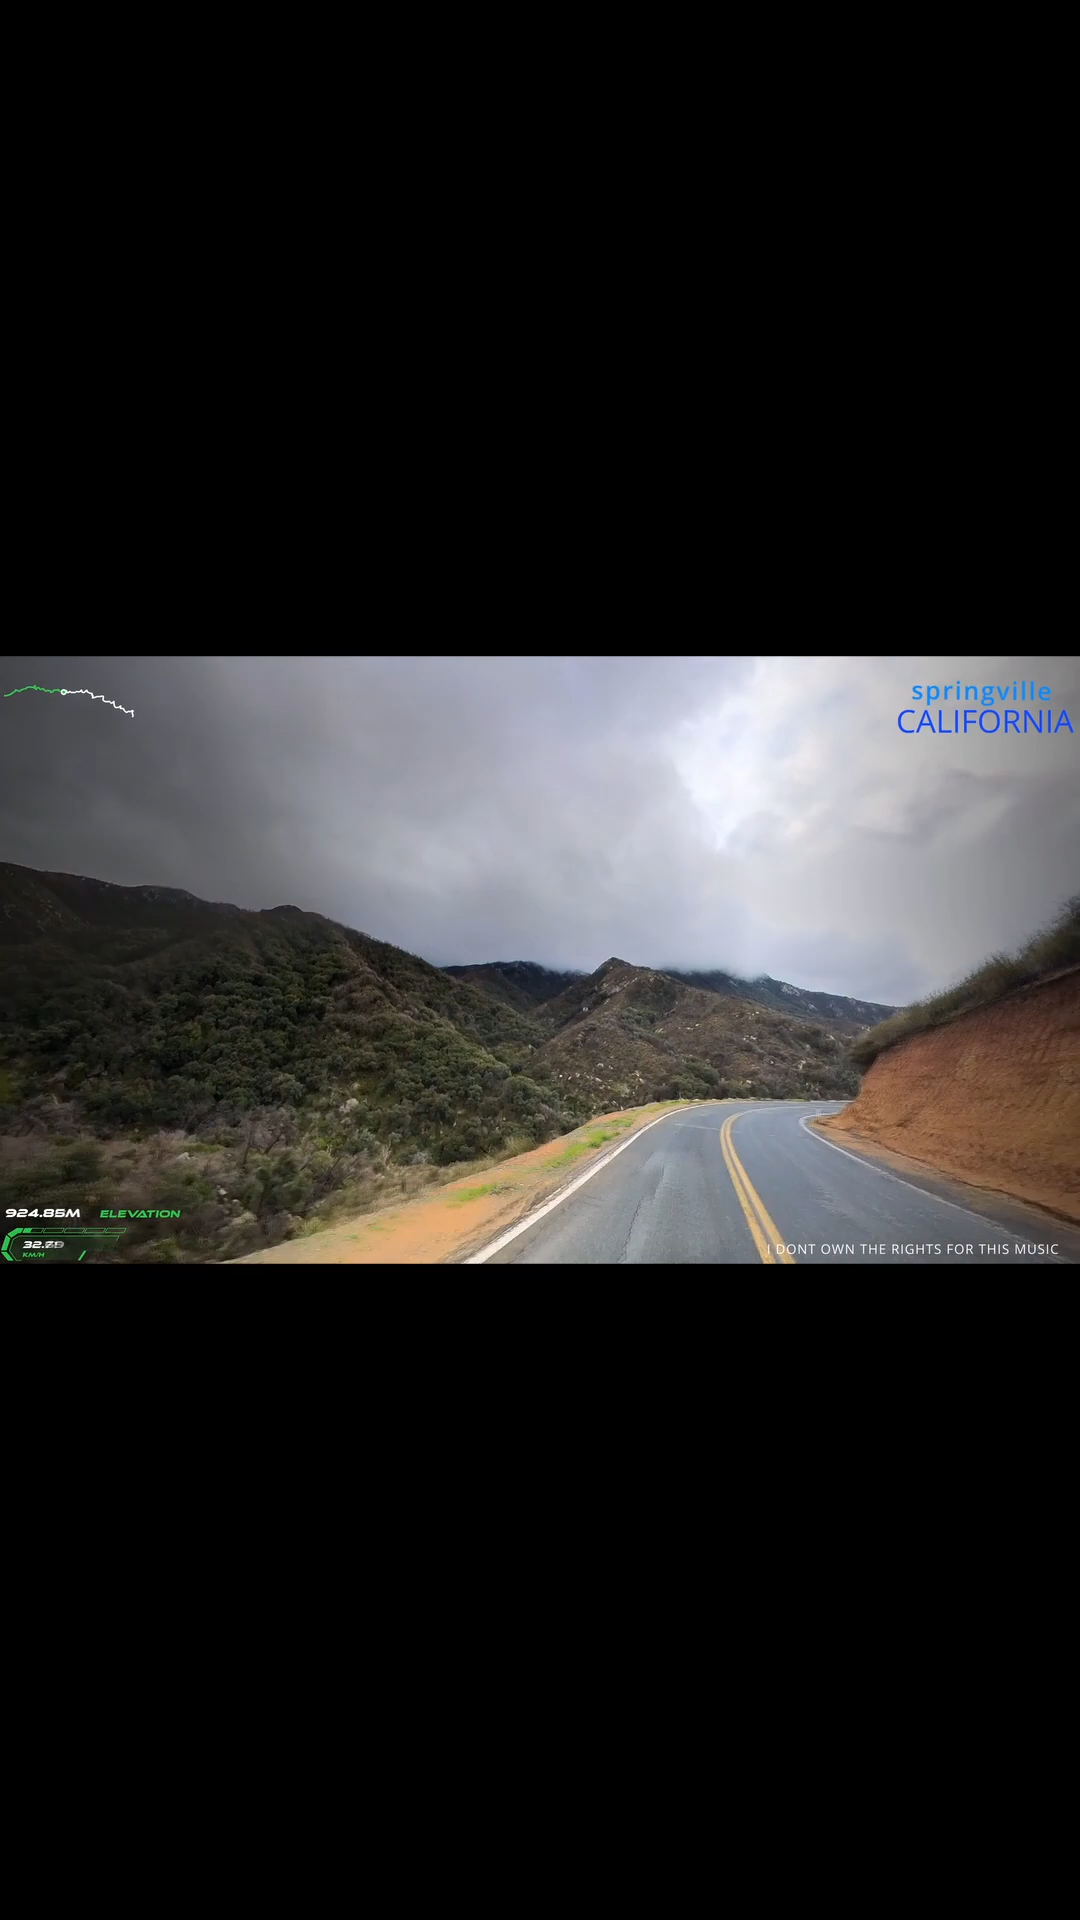 springville
CALIFORNIA
924.85M ELEVATION
KM/H
I DONT OWN THE RIGHTS FOR THIS MUSIC